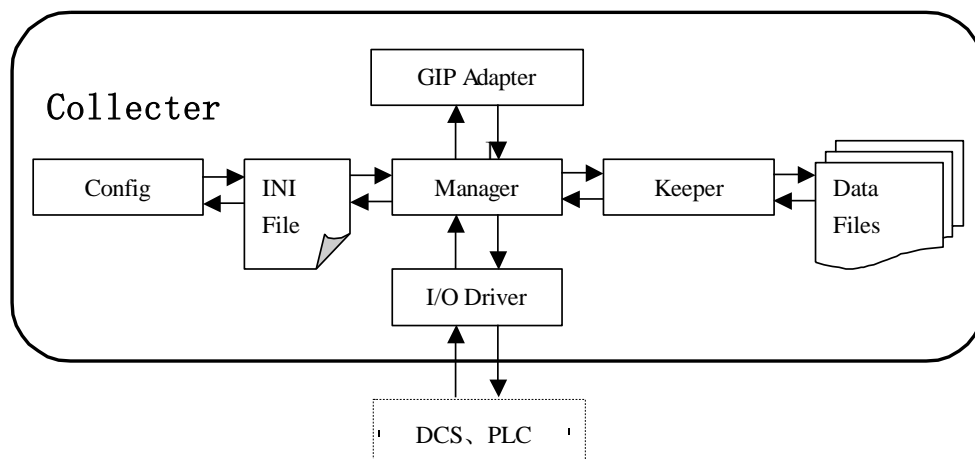 GIP Adapter
Collecter
Config
INI
File
Manager
Keeper
Data
Files
I/O Driver
DCS、PLC